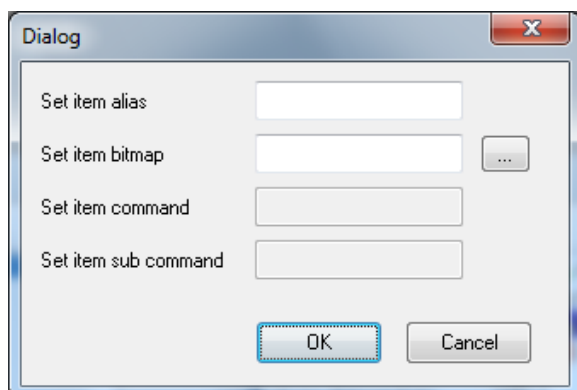 Dialog
Set item alias
Set item bitmap
...
Set item command
Set item sub command
OK
Cancel